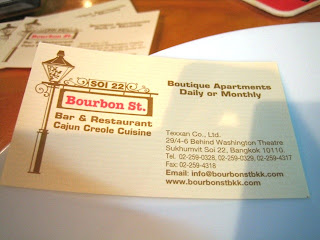 SOI 22
Bourbon St.
Bar & Restaurant
Cajun Creole Cuisine
Boutique Apartments
Daily or Monthly
Texxan Co., Ltd.
29/4-6 Behind Washington Theatre
Sukhumvit Soi 22, Bangkok 10110.
Tel. 02-259-0328, 02-259-0329, 02-259-4317
Fax: 02-259-4318
Email: info@bourbonstbkk.com
www.bourbonstbkk.com